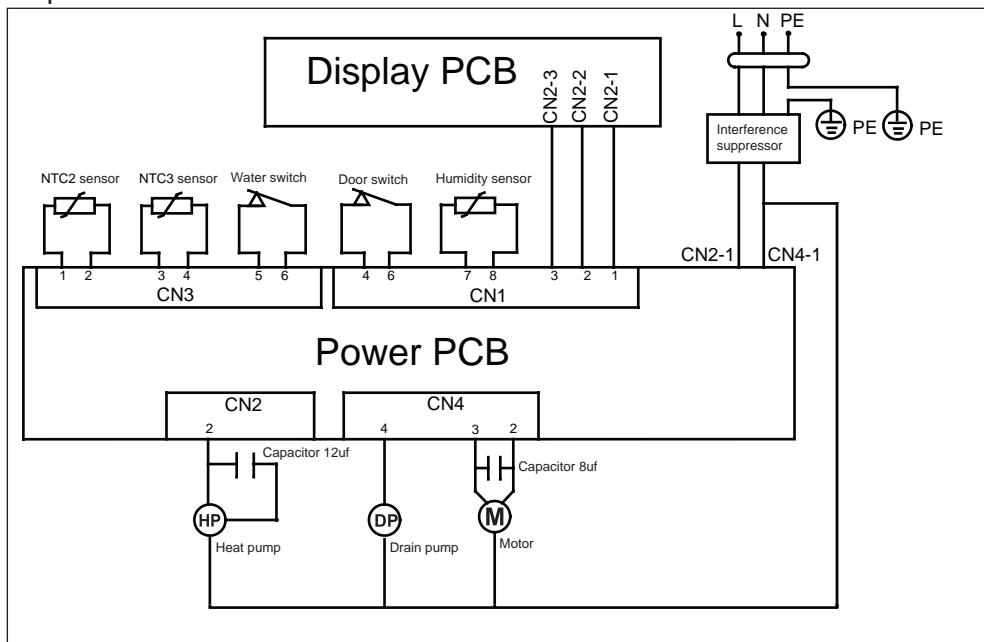 L N PE
Display PCB
CN2-3
CN2-2
CN2-1
Interference
suppressor
PE
PE
NTC2 sensor
NTC3 sensor
Water switch
Door switch
Humidity sensor
CN2-1
CN4-1
1 2 3 4 5 6 4 6 7 8 3 2 1
CN3
CN1
Power PCB
CN2
CN4
2 4 3 2
Capacitor 12uf
Capacitor 8uf
HP
DP
M
Heat pump
Drain pump
Motor